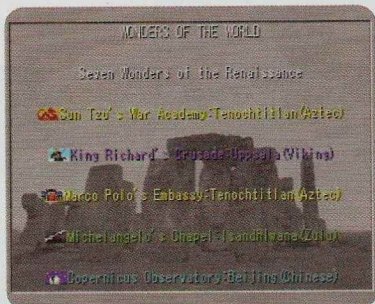 WONDERS OF THE WORLD
Seven Wonders of the Renaissance
Sun Tzu's War Academy:Tenochtitlan(Aztec)
King Richard's Crusade:Uppsala(Viking)
Marco Polo's Embassy:Tenochtitlan(Aztec)
Michelangelo's Chapel:Isandhlwana(Zulu)
Copernicus Observatory:Beijing(Chinese)